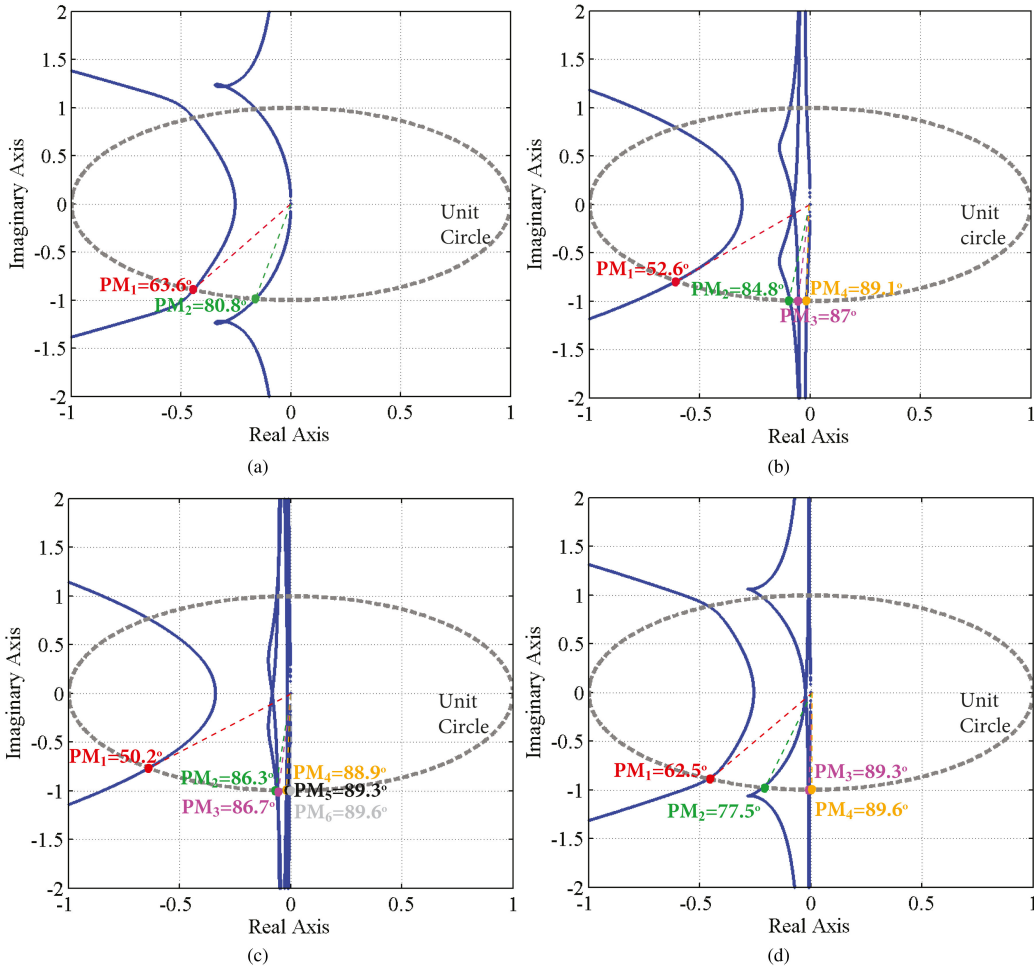 2
1.5
1
0.5
0
-0.5
-1
-1.5
-2
Imaginary Axis
Unit
Circle
PM1=63.6°
PM2=80.8°
-1
-0.5
0
0.5
1
Real Axis
(a)
2
1.5
1
0.5
0
-0.5
-1
-1.5
-2
Imaginary Axis
Unit
circle
PM1=52.6°
PM2=84.8°
PM4=89.1°
PM3=87°
-1
-0.5
0
0.5
1
Real Axis
(b)
2
1.5
1
0.5
0
-0.5
-1
-1.5
-2
Imaginary Axis
Unit
Circle
PM1=50.2°
PM2=86.3°
PM4=88.9°
PM5=89.3°
PM3=86.7°
PM6=89.6°
-1
-0.5
0
0.5
1
Real Axis
(c)
2
1.5
1
0.5
0
-0.5
-1
-1.5
-2
Imaginary Axis
Unit
Circle
PM1=62.5°
PM3=89.3°
PM2=77.5°
PM4=89.6°
-1
-0.5
0
0.5
1
Real Axis
(d)